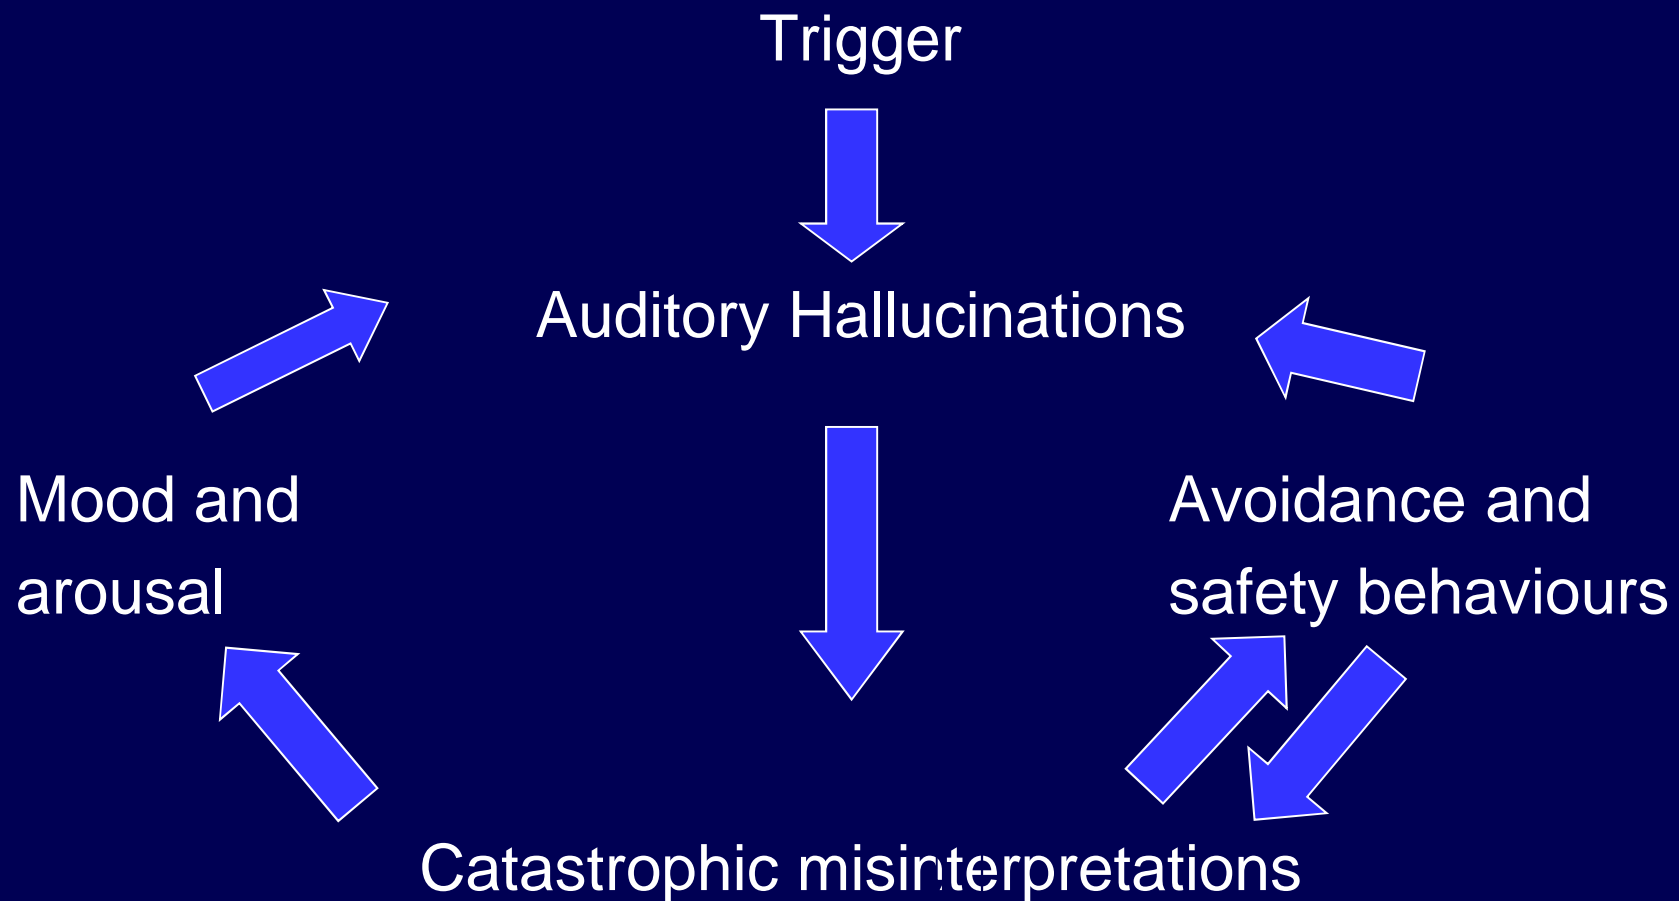 Trigger
Auditory Hallucinations
Mood and
arousal
Avoidance and
safety behaviours
Catastrophic misinterpretations